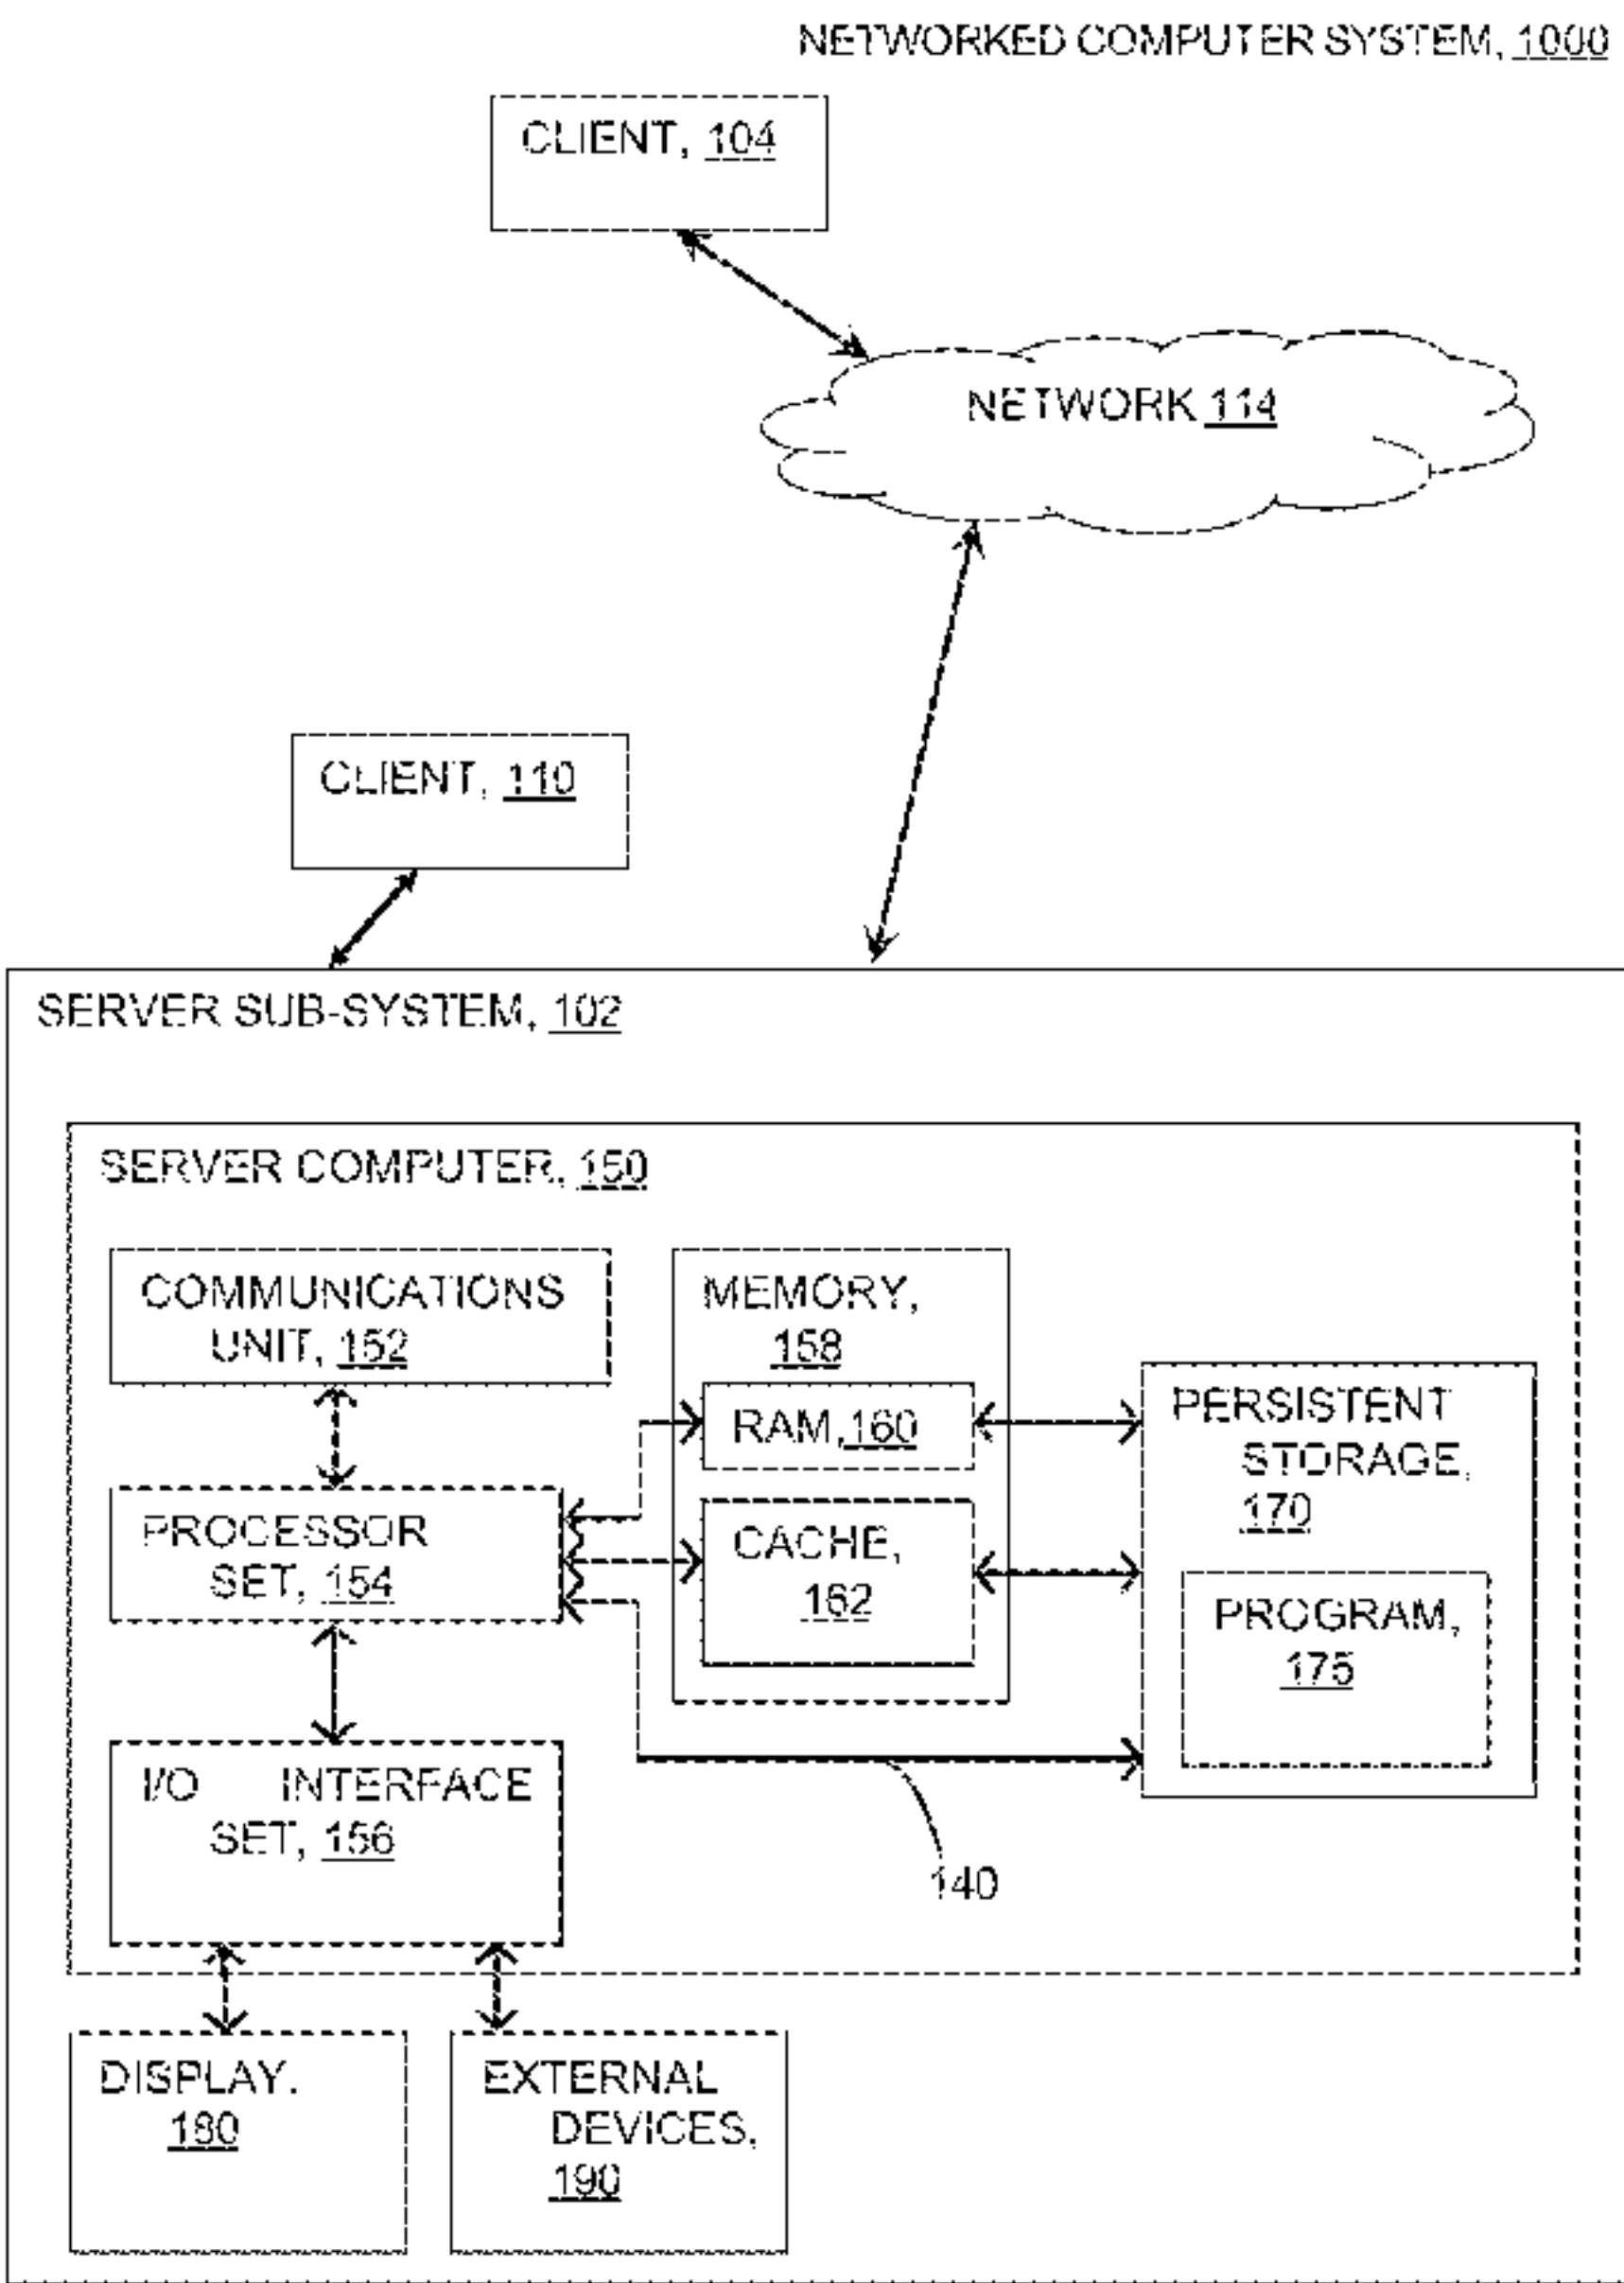 NETWORKED COMPUTER SYSTEM, 1000
CLIENT, 104
NETWORK 114
CLIENT, 110
SERVER SUB-SYSTEM, 102
SERVER COMPUTER, 150
COMMUNICATIONS
UNIT, 152
MEMORY,
158
RAM,160
PERSISTENT
STORAGE,
170
PROCESSOR
SET, 154
CACHE,
162
PROGRAM,
175
I/O INTERFACE
SET, 156
140
DISPLAY,
180
EXTERNAL
DEVICES,
190